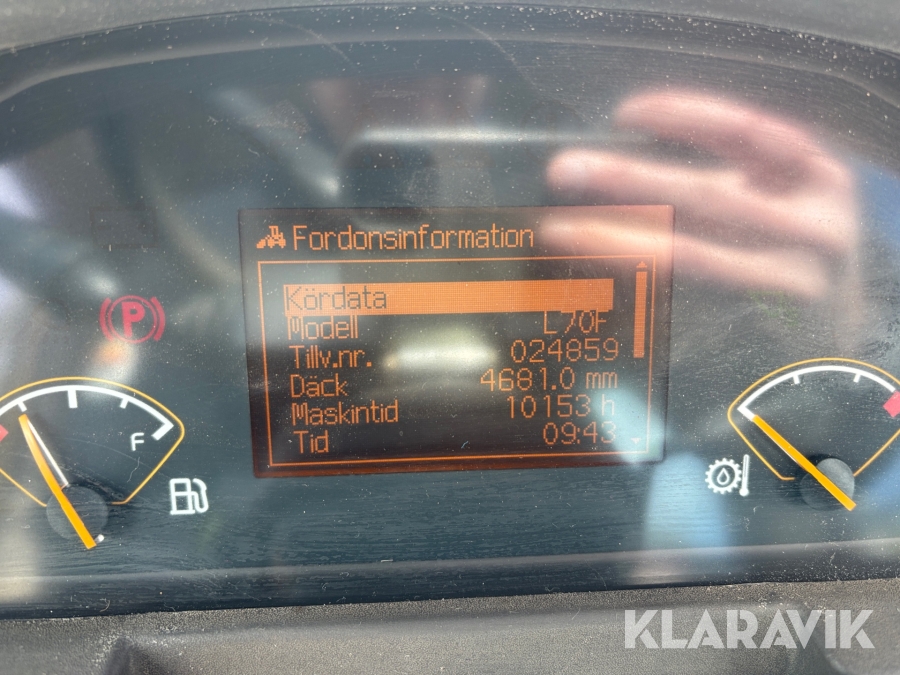 Fordonsinformation
Kördata
Modell L70F
Tillv.nr. 024859
Däck 4681.0 mm
Maskintid 10153 h
Tid 09:43
P
F
KLARAVIK